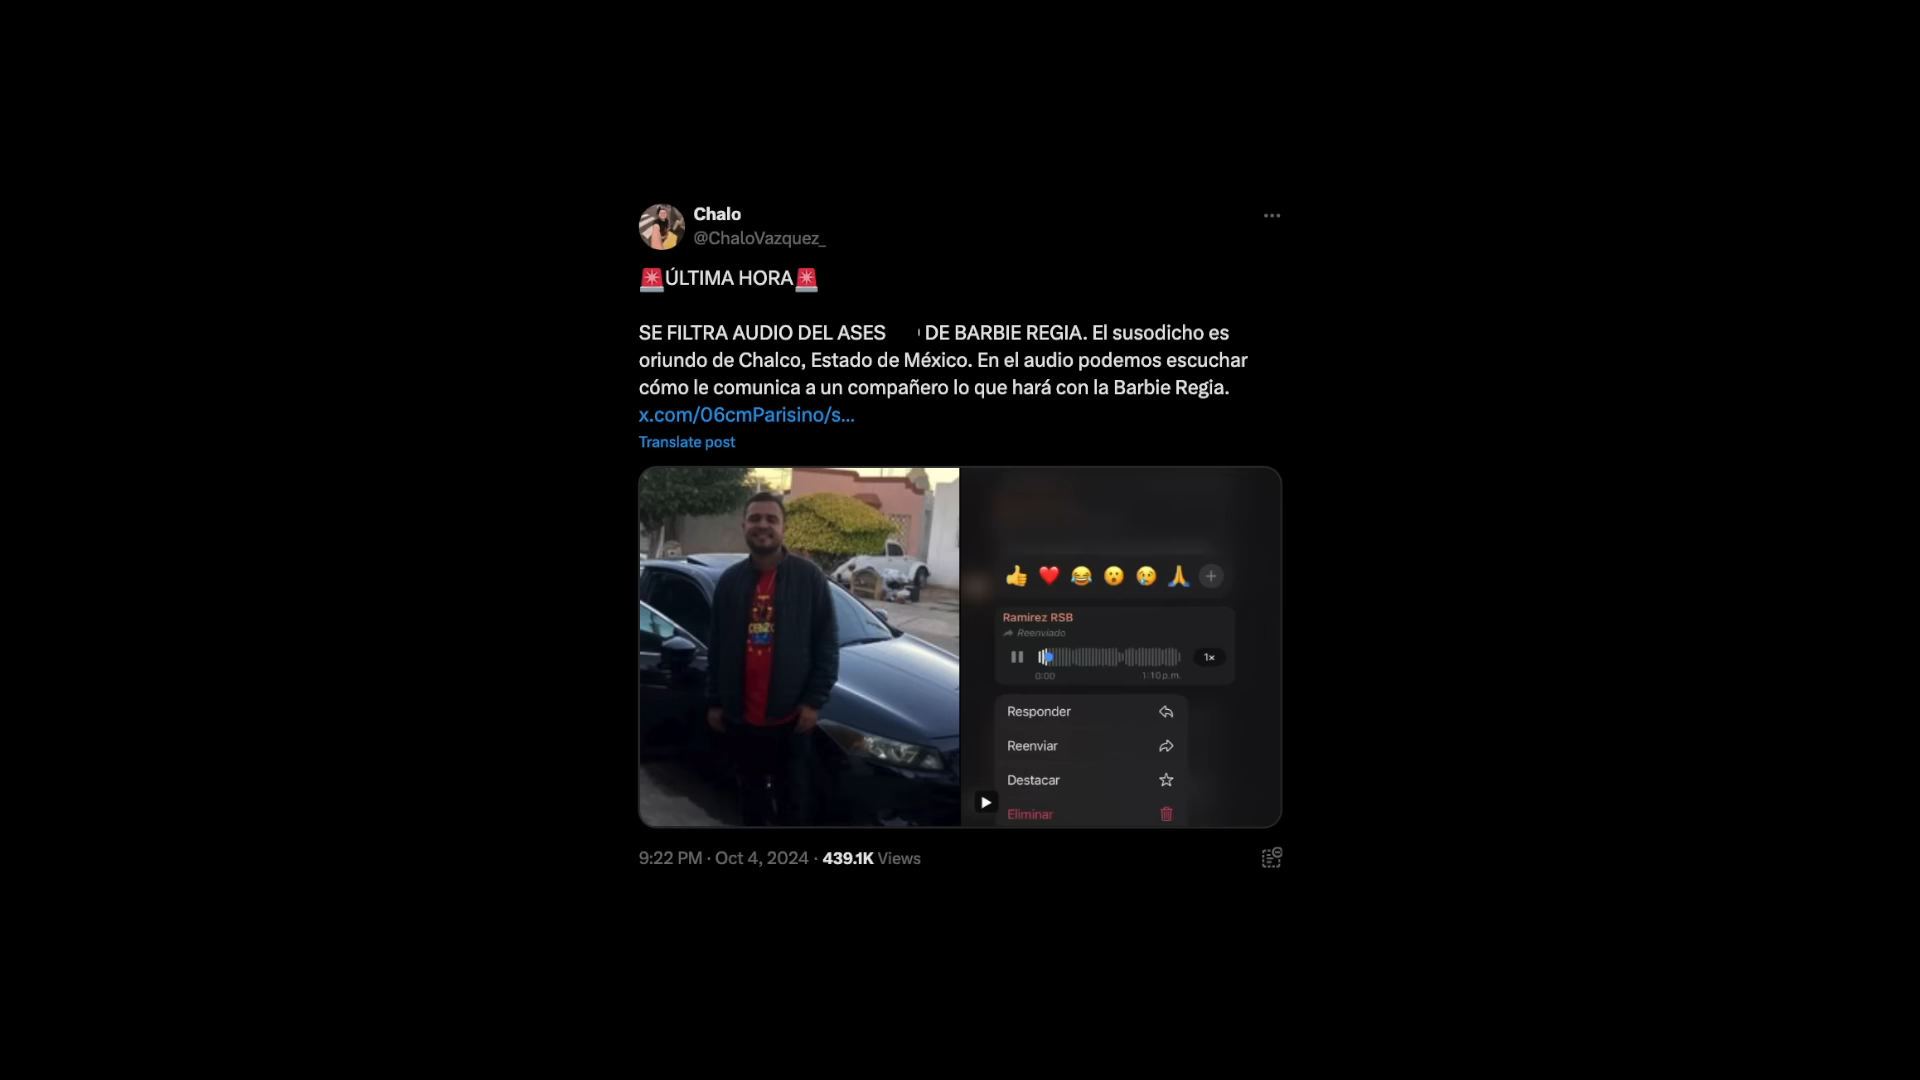 Chalo
@ChaloVazquez_
🚨ÚLTIMA HORA🚨
SE FILTRA AUDIO DEL ASES DE BARBIE REGIA. El susodicho es
oriundo de Chalco, Estado de México. En el audio podemos escuchar
cómo le comunica a un compañero lo que hará con la Barbie Regia.
x.com/06cmParisino/s...
Translate post
Ramirez RSB
Reenviado
1×
0:00 1:10 p.m.
Responder
Reenviar
Destacar
Eliminar
9:22 PM · Oct 4, 2024 · 439.1K Views